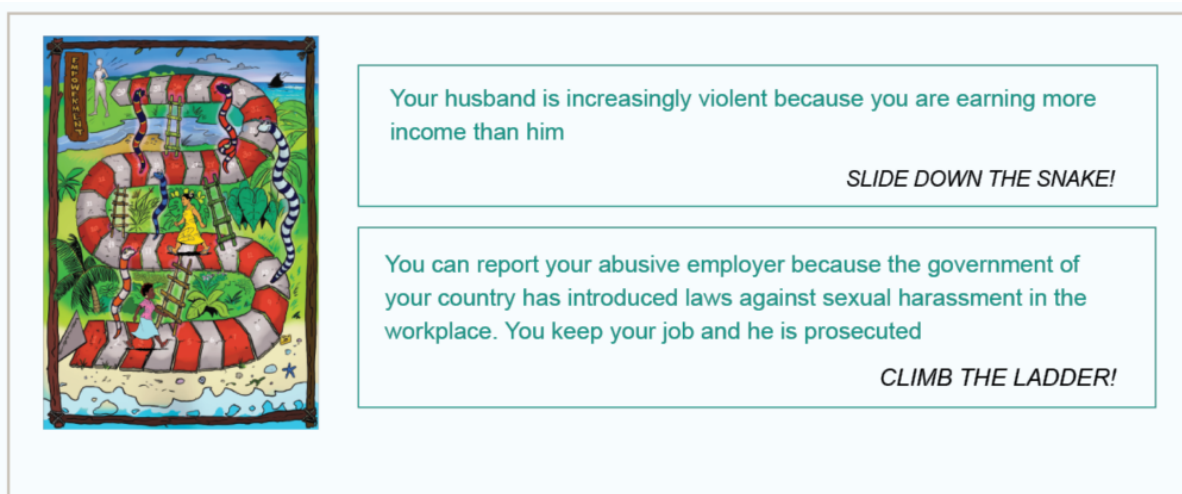 EMPOWERMENT
Your husband is increasingly violent because you are earning more
income than him
SLIDE DOWN THE SNAKE!
You can report your abusive employer because the government of
your country has introduced laws against sexual harassment in the
workplace. You keep your job and he is prosecuted
CLIMB THE LADDER!